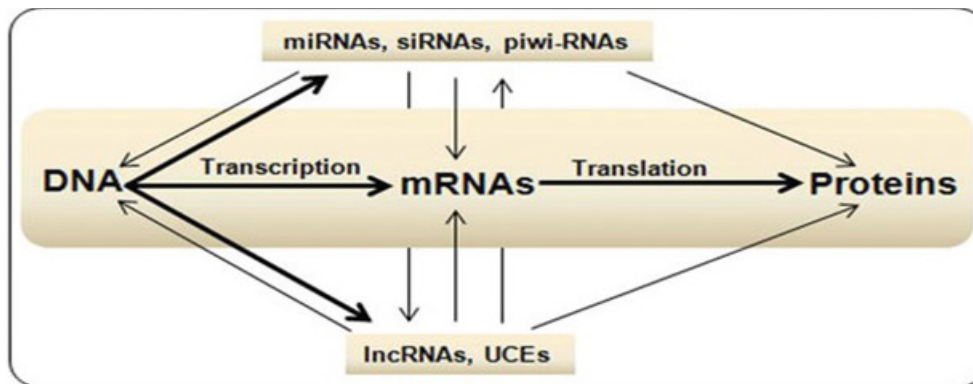 miRNAs, siRNAs, piwi-RNAs
DNA Transcription mRNAs Translation Proteins
lncRNAs, UCEs